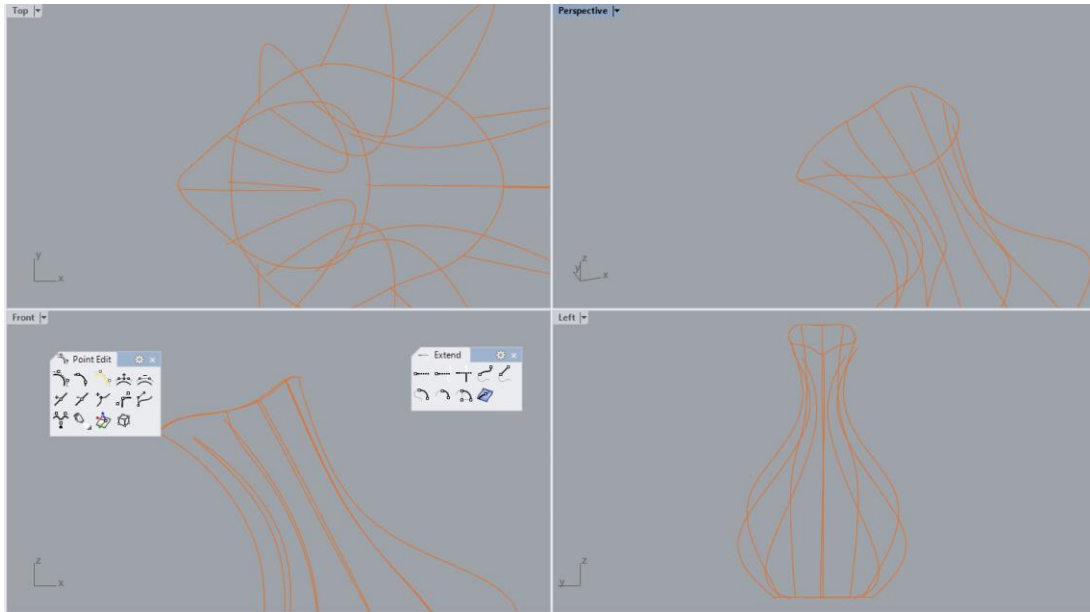 Top
Perspective
y
x
z
y
x
Front
Point Edit
Extend
z
x
Left
z
y